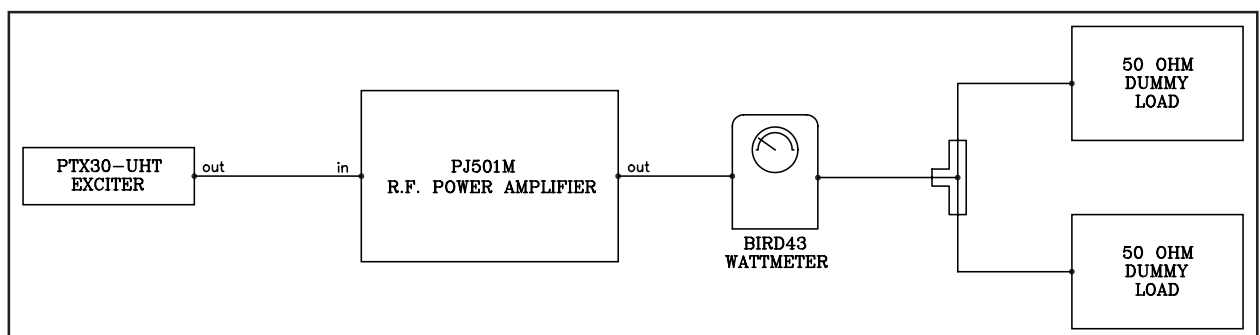 PTX30-UHT
EXCITER
out
in
PJ501M
R.F. POWER AMPLIFIER
out
BIRD43
WATTMETER
50 OHM
DUMMY
LOAD
50 OHM
DUMMY
LOAD